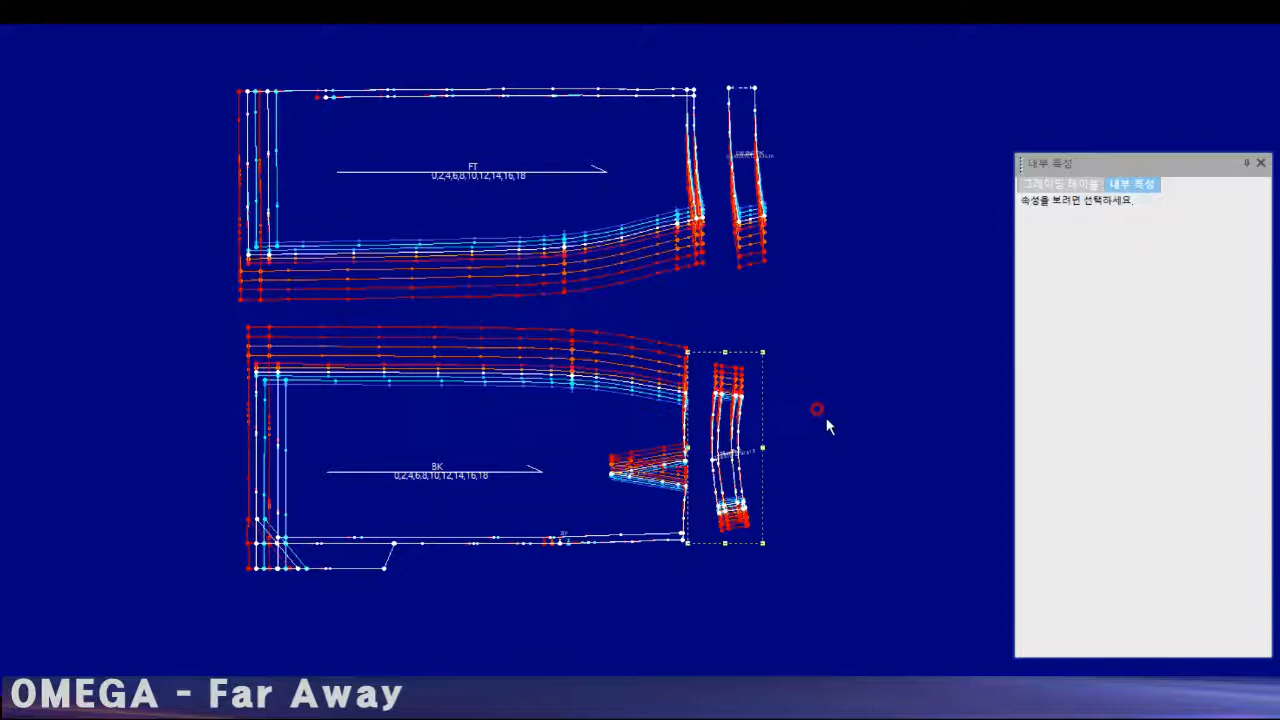 FT
0,2,4,6,8,10,12,14,16,18
내부 특성
그레이딩 테이블 내부 특성
속성을 보려면 선택하세요.
BK
0,2,4,6,8,10,12,14,16,18
OMEGA - Far Away